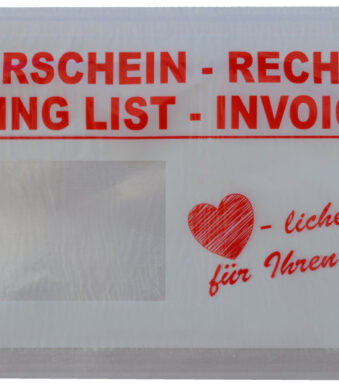 RSCHEIN - RECH
ING LIST - INVOIC
- liche
für Ihren